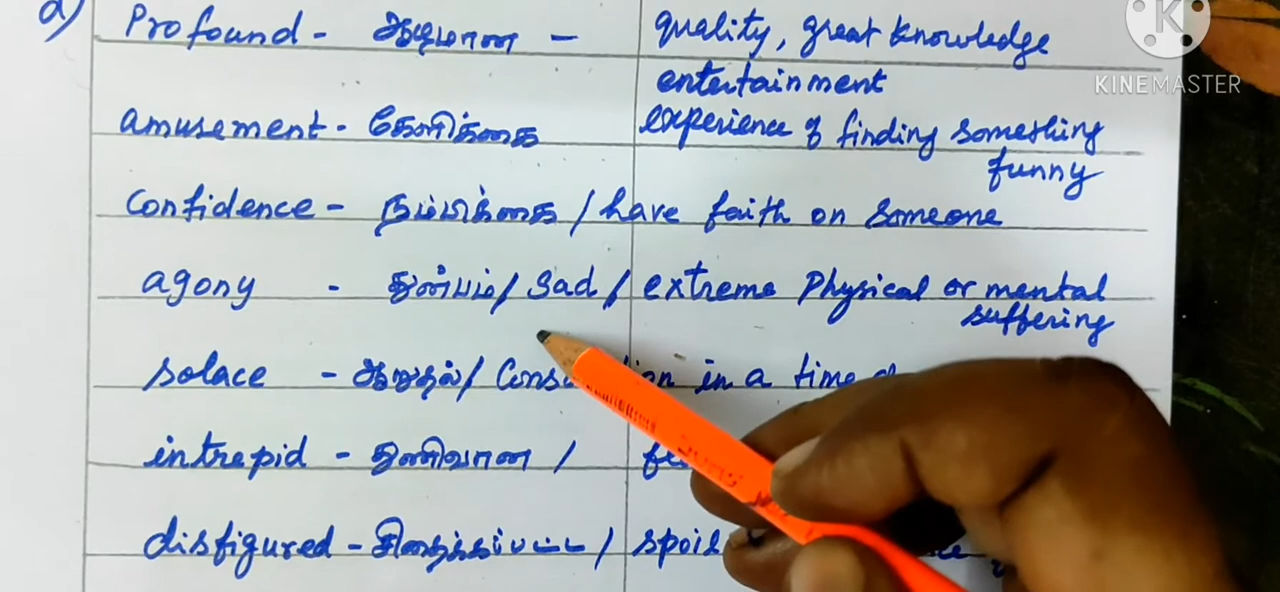 a) Profound - ஆழமான - quality, great knowledge
entertainment
amusement - கேளிக்கை experience of finding something
funny
Confidence - நம்பிக்கை / have faith on someone
agony - துன்பம் / Sad / extreme Physical or mental
suffering
Solace - ஆறுதல் / in a time
intrepid - துணிவான /
disfigured - சிதைக்கப்பட்ட / spoil
KINEMASTER